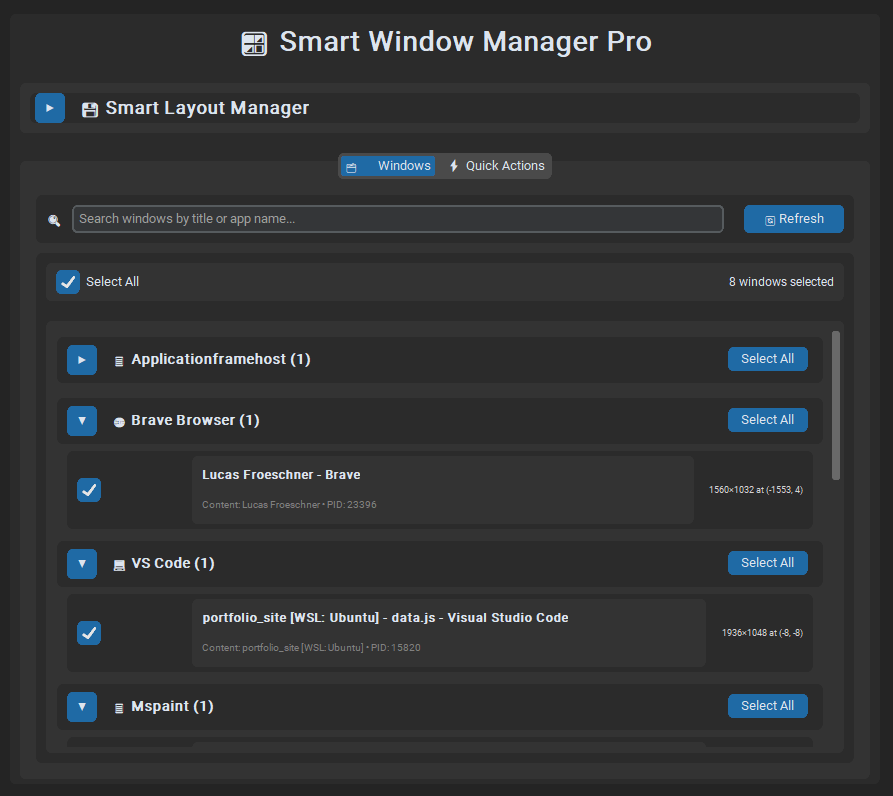 Smart Window Manager Pro
Smart Layout Manager
Windows
Quick Actions
Search windows by title or app name...
Refresh
Select All
8 windows selected
Applicationframehost (1)
Select All
Brave Browser (1)
Select All
Lucas Froeschner - Brave
Content: Lucas Froeschner • PID: 23396
1560×1032 at (-1553, 4)
VS Code (1)
Select All
portfolio_site [WSL: Ubuntu] - data.js - Visual Studio Code
Content: portfolio_site [WSL: Ubuntu] • PID: 15820
1936×1048 at (-8, -8)
Mspaint (1)
Select All